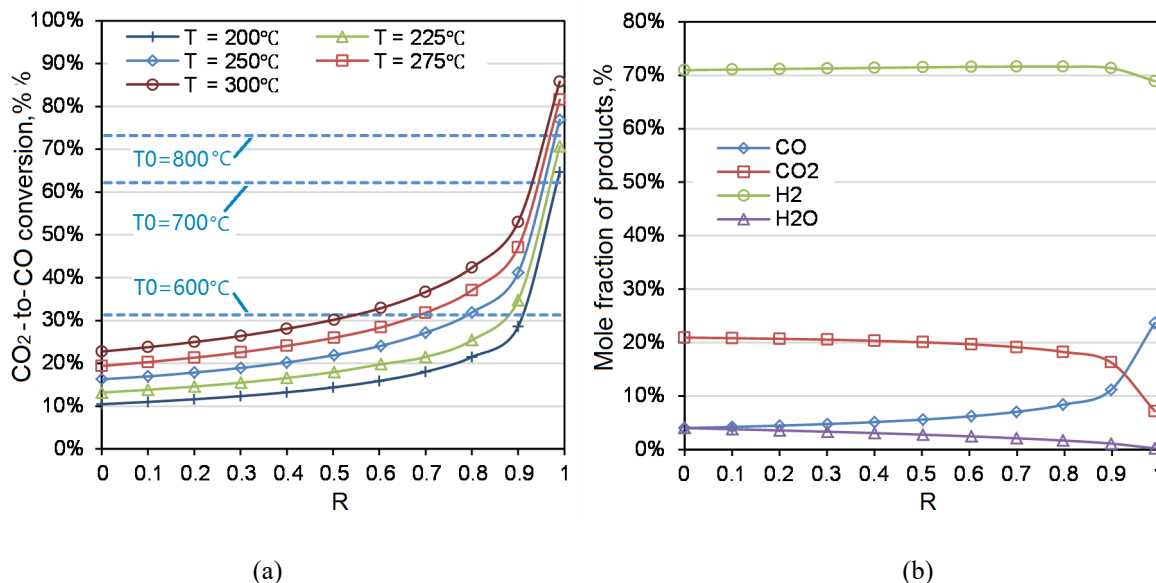 100%
90%
80%
70%
60%
50%
40%
30%
20%
10%
0%
CO2-to-CO conversion,% %
T = 200℃
T = 225℃
T = 250℃
T = 275℃
T = 300℃
T0=800℃
T0=700℃
T0=600℃
0 0.1 0.2 0.3 0.4 0.5 0.6 0.7 0.8 0.9 1
R
(a)
80%
70%
60%
50%
40%
30%
20%
10%
0%
Mole fraction of products,%
CO
CO2
H2
H2O
0 0.1 0.2 0.3 0.4 0.5 0.6 0.7 0.8 0.9 1
R
(b)